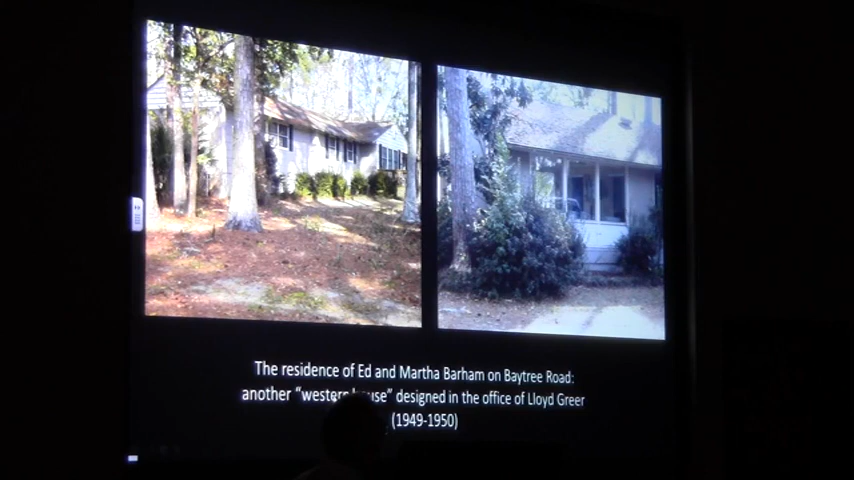 The residence of Ed and Martha Barham on Baytree Road:
another "western house" designed in the office of Lloyd Greer
(1949-1950)